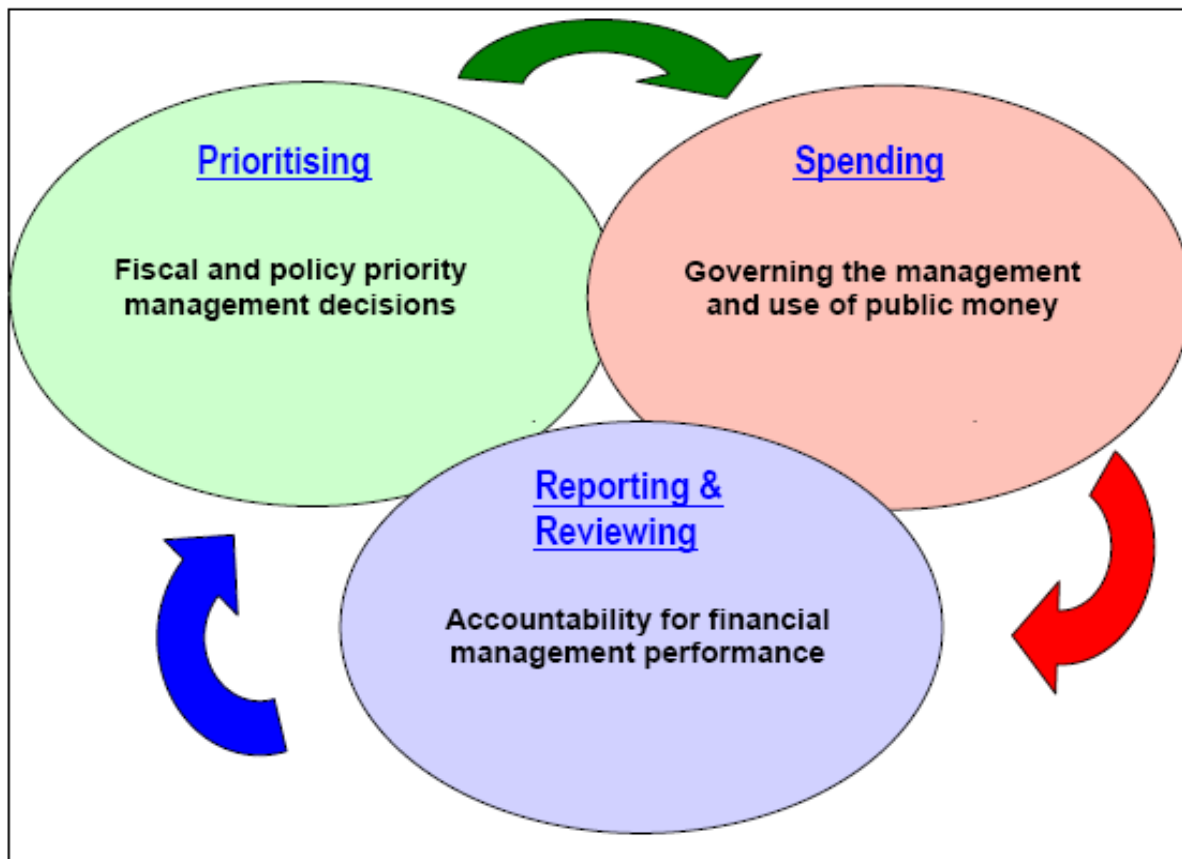 Prioritising
Fiscal and policy priority
management decisions
Spending
Governing the management
and use of public money
Reporting &
Reviewing
Accountability for financial
management performance